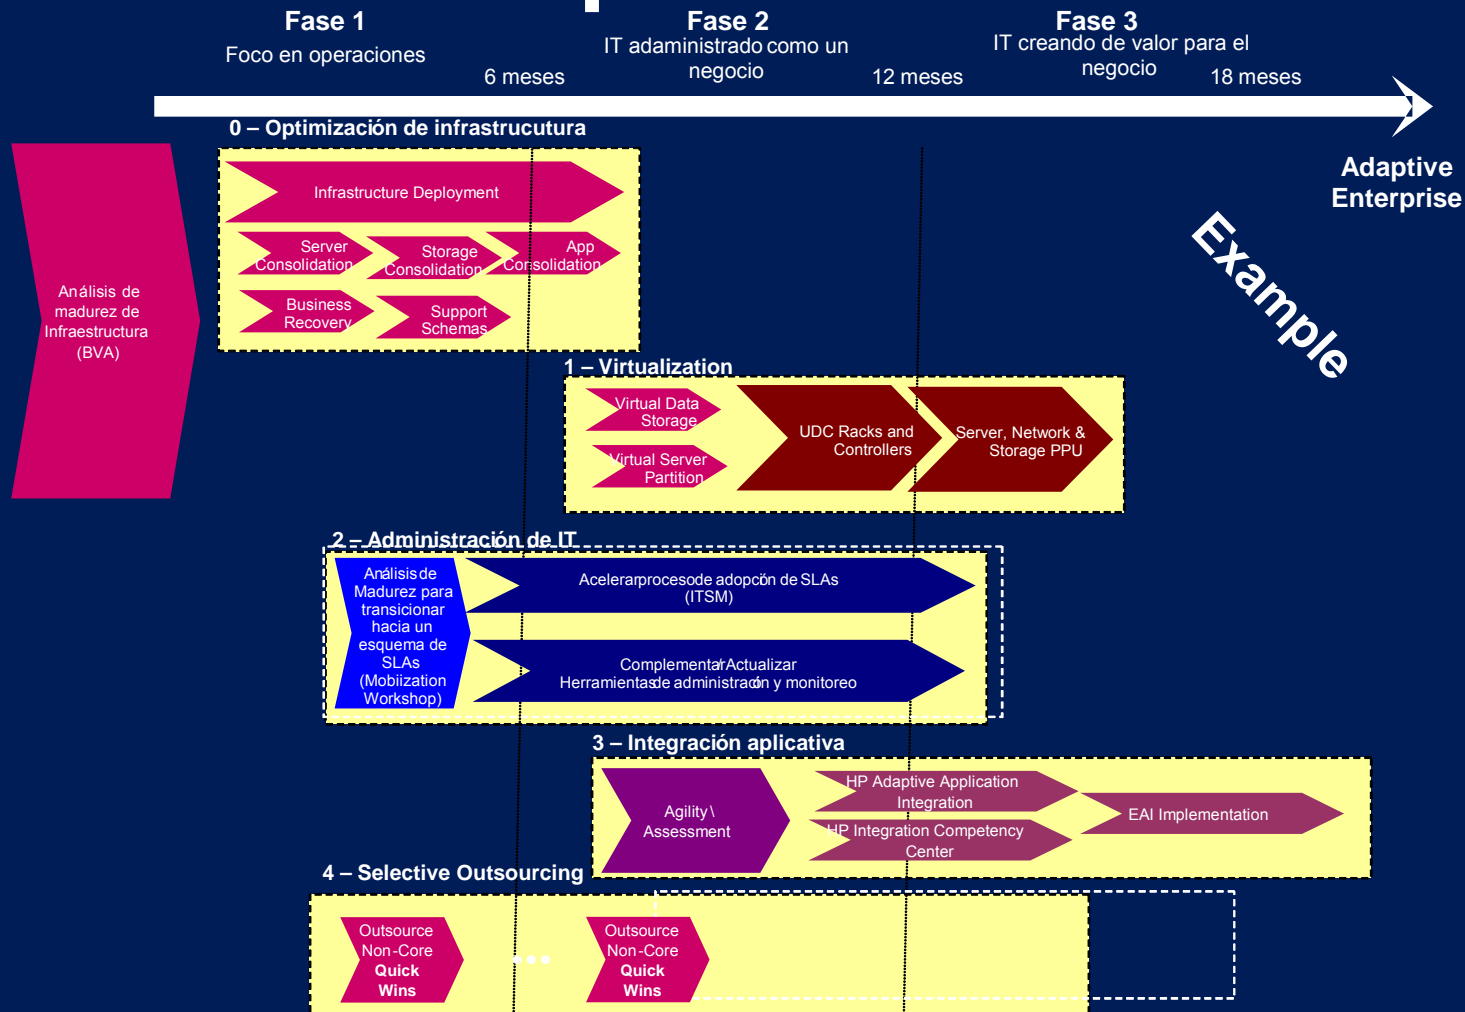 Fase 1
Foco en operaciones
6 meses
Fase 2
IT adaministrado como un
negocio
12 meses
Fase 3
IT creando de valor para el
negocio
18 meses
Adaptive
Enterprise
Example
Análisis de
madurez de
Infraestructura
(BVA)
0 – Optimización de infrastrucutura
Infrastructure Deployment
Server
Consolidation
Storage
Consolidation
App
Consolidation
Business
Recovery
Support
Schemas
1 – Virtualization
Virtual Data
Storage
Virtual Server
Partition
UDC Racks and
Controllers
Server, Network &
Storage PPU
2 – Administración de IT
Análisis de
Madurez para
transicionar
hacia un
esquema de
SLAs
(Mobiization
Workshop)
Acelerar proceso de adopción de SLAs
(ITSM)
Complementar/Actualizar
Herramientas de administración y monitoreo
3 – Integración aplicativa
Agility\
Assessment
HP Adaptive Application
Integration
HP Integration Competency
Center
EAI Implementation
4 – Selective Outsourcing
Outsource
Non-Core
Quick
Wins
...
Outsource
Non-Core
Quick
Wins